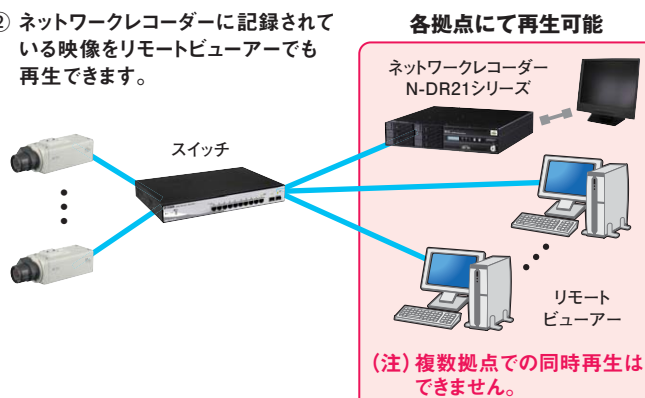 ② ネットワークレコーダーに記録されて
いる映像をリモートビューアーでも
再生できます。
各拠点にて再生可能
ネットワークレコーダー
N-DR21シリーズ
スイッチ
リモート
ビューアー
(注) 複数拠点での同時再生は
できません。